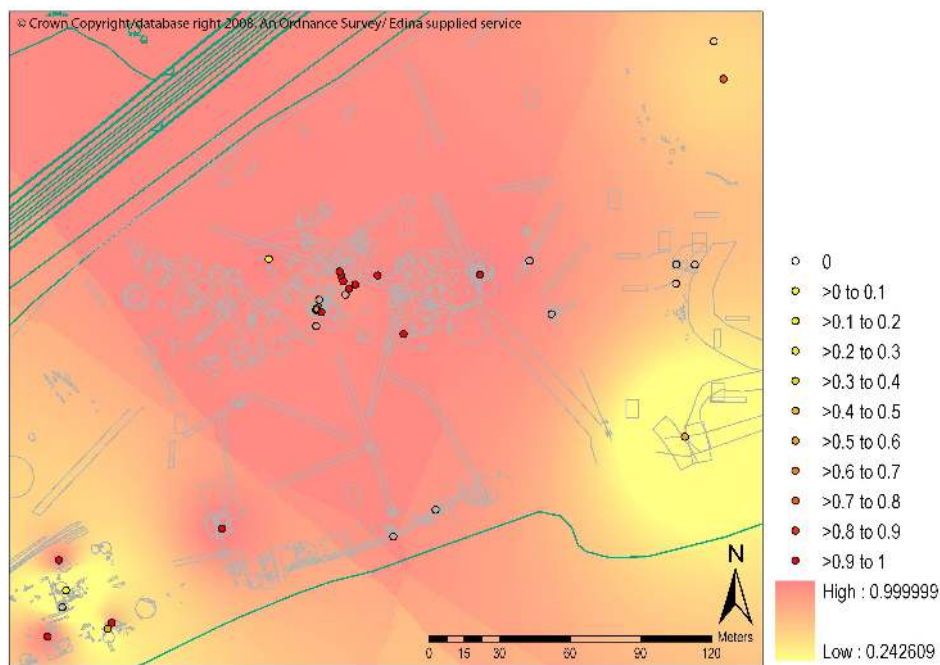 © Crown Copyright/database right 2008. An Ordnance Survey/ Edina supplied service
0
>0 to 0.1
>0.1 to 0.2
>0.2 to 0.3
>0.3 to 0.4
>0.4 to 0.5
>0.5 to 0.6
>0.6 to 0.7
>0.7 to 0.8
>0.8 to 0.9
>0.9 to 1
High : 0.999999
Low : 0.242609
N
Meters
0 15 30 60 90 120